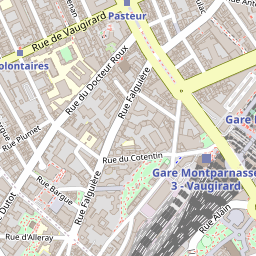 Pasteur
Rue de Vaugirard
olontaires
Rue du Docteur Roux
Rue Falguière
Rue Plumet
Rue du Cotentin
Gare Montparnasse
3 - Vaugirard
Rue Bargue
Rue Falguière
Dutot
Rue d'Alleray
Rue Alain
Gare